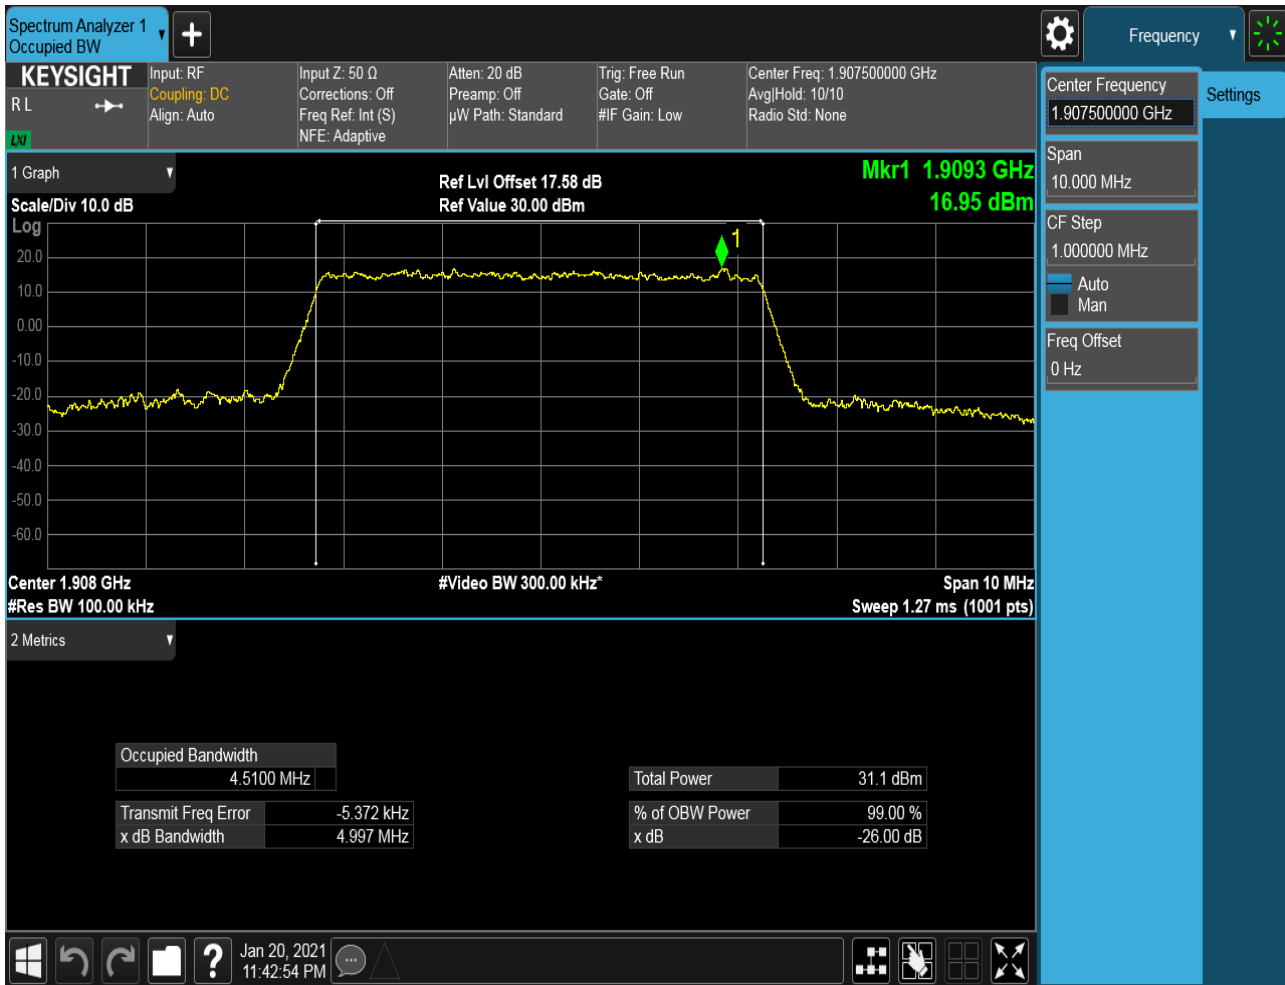 Spectrum Analyzer 1
Occupied BW
+
Frequency
KEYSIGHT
R L
LXI
Input: RF
Coupling: DC
Align: Auto
Input Z: 50 Ω
Corrections: Off
Freq Ref: Int (S)
NFE: Adaptive
Atten: 20 dB
Preamp: Off
µW Path: Standard
Trig: Free Run
Gate: Off
#IF Gain: Low
Center Freq: 1.907500000 GHz
Avg|Hold: 10/10
Radio Std: None
Center Frequency
1.907500000 GHz
Settings
Span
10.000 MHz
CF Step
1.000000 MHz
Auto
Man
Freq Offset
0 Hz
1 Graph
Scale/Div 10.0 dB
Log
Ref Lvl Offset 17.58 dB
Ref Value 30.00 dBm
Mkr1 1.9093 GHz
16.95 dBm
1
20.0
10.0
0.00
-10.0
-20.0
-30.0
-40.0
-50.0
-60.0
Center 1.908 GHz
#Res BW 100.00 kHz
#Video BW 300.00 kHz*
Span 10 MHz
Sweep 1.27 ms (1001 pts)
2 Metrics
Occupied Bandwidth
4.5100 MHz
Transmit Freq Error -5.372 kHz
x dB Bandwidth 4.997 MHz
Total Power 31.1 dBm
% of OBW Power 99.00 %
x dB -26.00 dB
?
Jan 20, 2021
11:42:54 PM